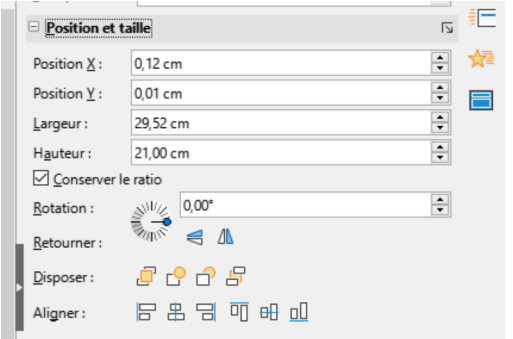 Position et taille
Position X : 0,12 cm
Position Y : 0,01 cm
Largeur : 29,52 cm
Hauteur : 21,00 cm
Conserver le ratio
Rotation : 0,00°
Retourner :
Disposer :
Aligner :